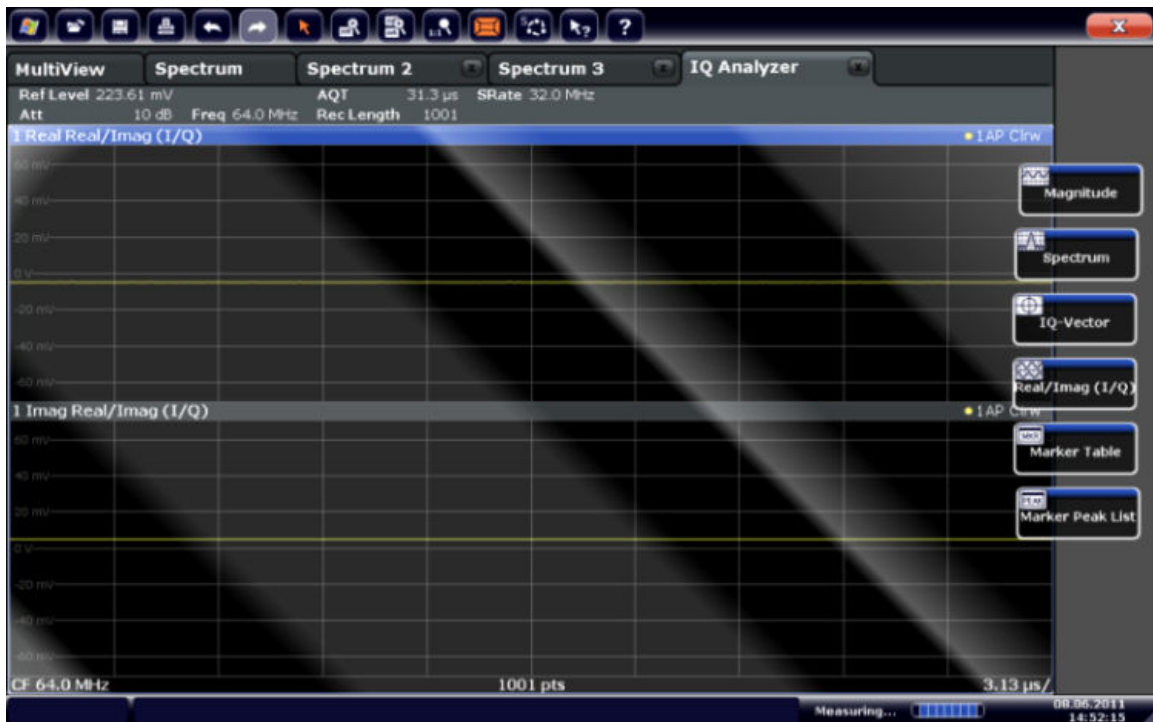 MultiView Spectrum Spectrum 2 Spectrum 3 IQ Analyzer
Ref Level 223.61 mV AQT 31.3 µs SRate 32.0 MHz
Att 10 dB Freq 64.0 MHz Rec Length 1001
1 Real Real/Imag (I/Q) 1AP Clrw
60 mV
40 mV
20 mV
0 V
-20 mV
-40 mV
-60 mV
1 Imag Real/Imag (I/Q) 1AP Clrw
60 mV
40 mV
20 mV
0 V
-20 mV
-40 mV
-60 mV
CF 64.0 MHz 1001 pts 3.13 µs/
Magnitude
Spectrum
IQ-Vector
Real/Imag (I/Q)
Marker Table
Marker Peak List
Measuring... 08.06.2011
14:52:15